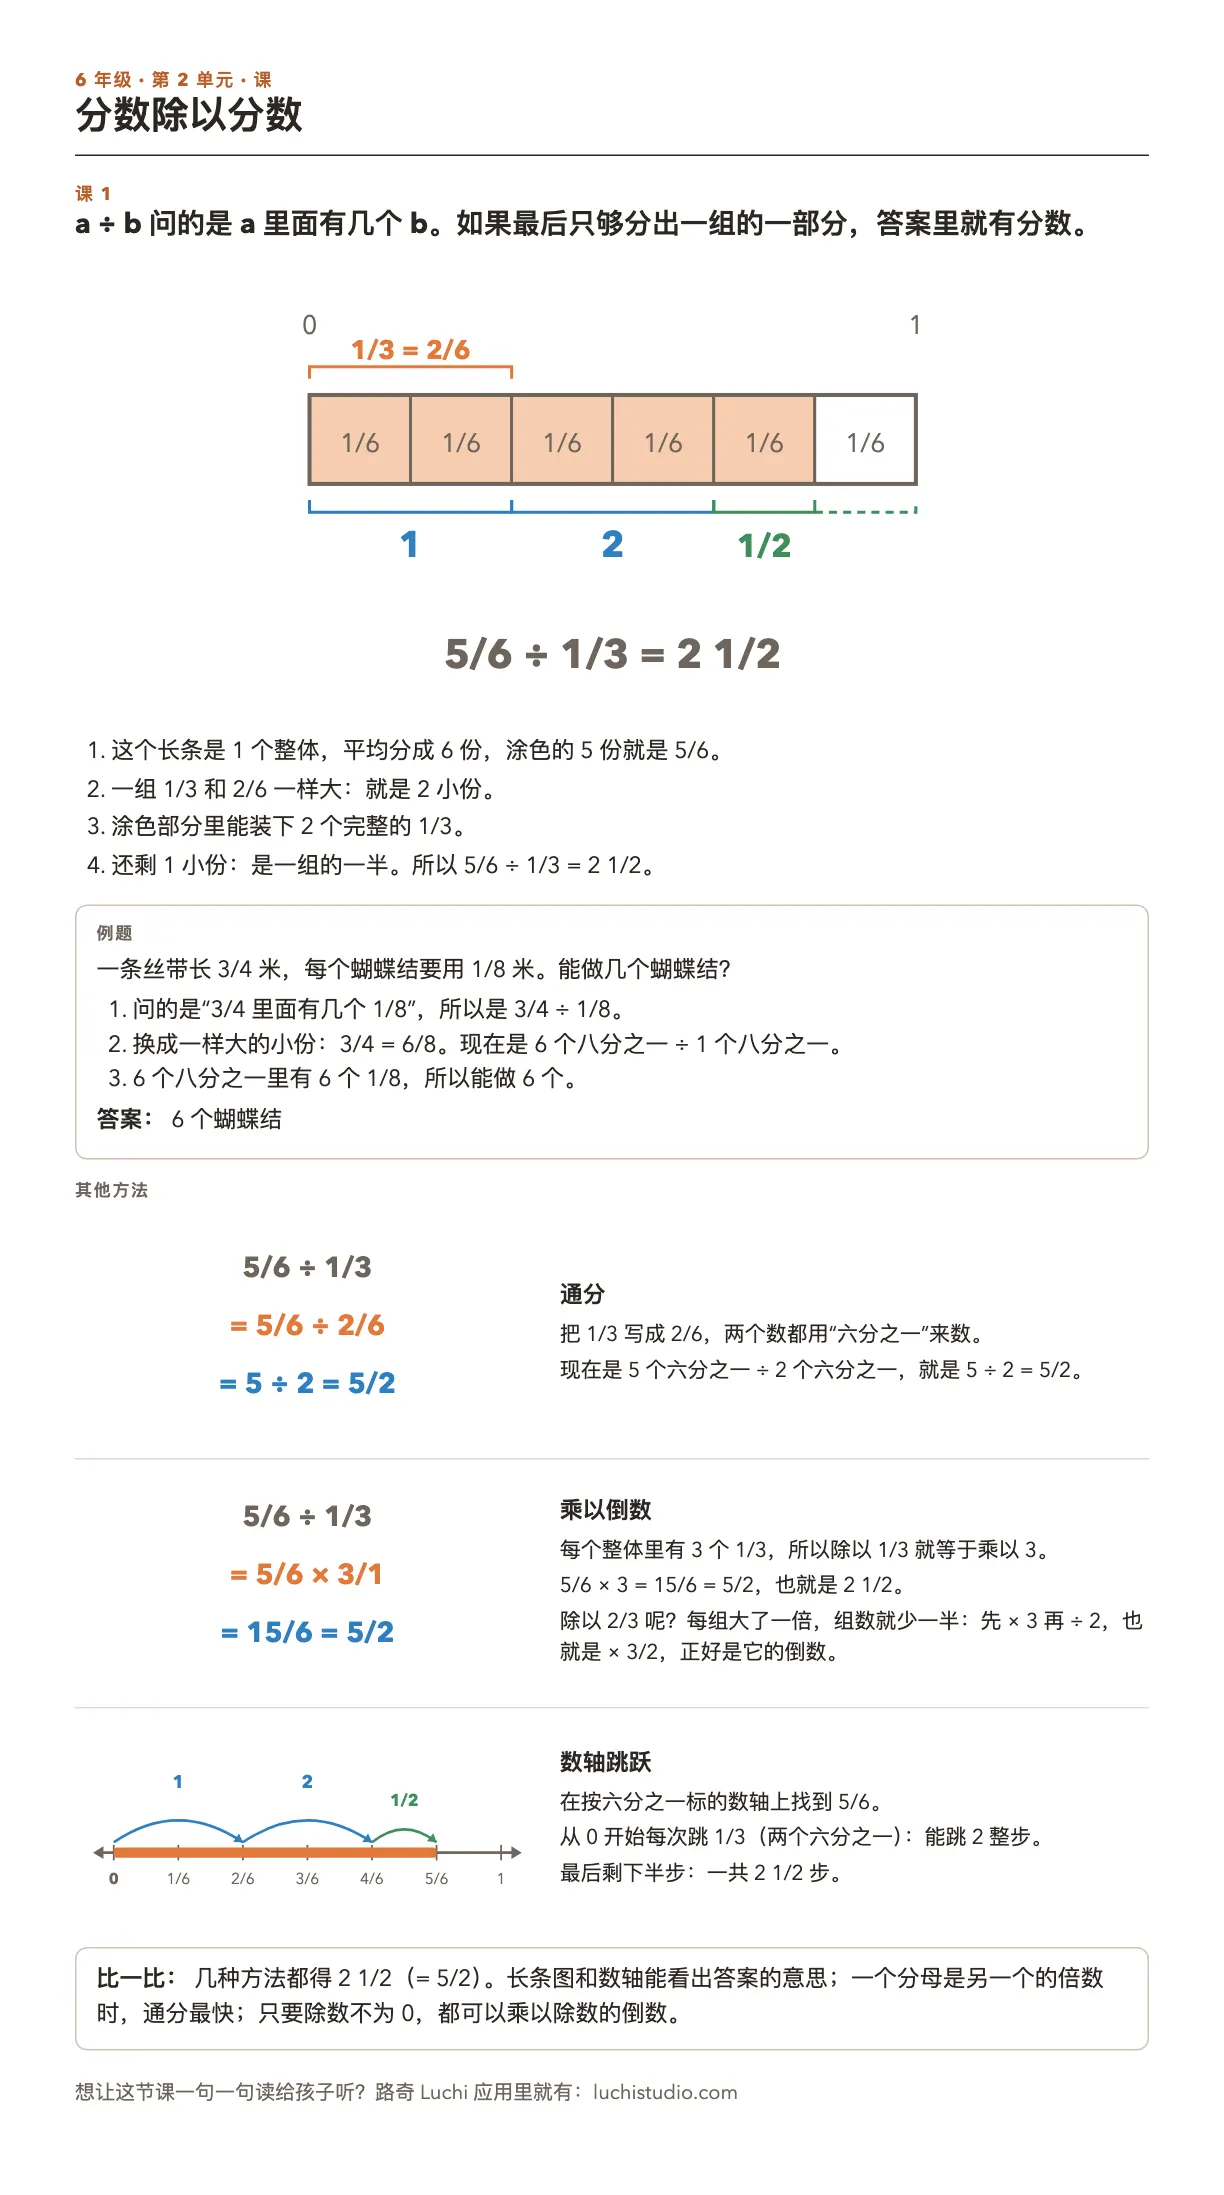 6 年级 · 第 2 单元 · 课
分数除以分数
课 1
a ÷ b 问的是 a 里面有几个 b。如果最后只够分出一组的一部分，答案里就有分数。
0 1
1/3 = 2/6
1/6 1/6 1/6 1/6 1/6 1/6
1 2 1/2
5/6 ÷ 1/3 = 2 1/2
1. 这个长条是 1 个整体，平均分成 6 份，涂色的 5 份就是 5/6。
2. 一组 1/3 和 2/6 一样大：就是 2 小份。
3. 涂色部分里能装下 2 个完整的 1/3。
4. 还剩 1 小份：是一组的一半。所以 5/6 ÷ 1/3 = 2 1/2。
例题
一条丝带长 3/4 米，每个蝴蝶结要用 1/8 米。能做几个蝴蝶结？
1. 问的是“3/4 里面有几个 1/8”，所以是 3/4 ÷ 1/8。
2. 换成一样大的小份：3/4 = 6/8。现在是 6 个八分之一 ÷ 1 个八分之一。
3. 6 个八分之一里有 6 个 1/8，所以能做 6 个。
答案： 6 个蝴蝶结
其他方法
5/6 ÷ 1/3
= 5/6 ÷ 2/6
= 5 ÷ 2 = 5/2
通分
把 1/3 写成 2/6，两个数都用“六分之一”来数。
现在是 5 个六分之一 ÷ 2 个六分之一，就是 5 ÷ 2 = 5/2。
5/6 ÷ 1/3
= 5/6 × 3/1
= 15/6 = 5/2
乘以倒数
每个整体里有 3 个 1/3，所以除以 1/3 就等于乘以 3。
5/6 × 3 = 15/6 = 5/2，也就是 2 1/2。
除以 2/3 呢？每组大了一倍，组数就少一半：先 × 3 再 ÷ 2，也
就是 × 3/2，正好是它的倒数。
1 2 1/2
0 1/6 2/6 3/6 4/6 5/6 1
数轴跳跃
在按六分之一标的数轴上找到 5/6。
从 0 开始每次跳 1/3（两个六分之一）：能跳 2 整步。
最后剩下半步：一共 2 1/2 步。
比一比： 几种方法都得 2 1/2（= 5/2）。长条图和数轴能看出答案的意思；一个分母是另一个的倍数
时，通分最快；只要除数不为 0，都可以乘以除数的倒数。
想让这节课一句一句读给孩子听？路奇 Luchi 应用里就有：luchistudio.com